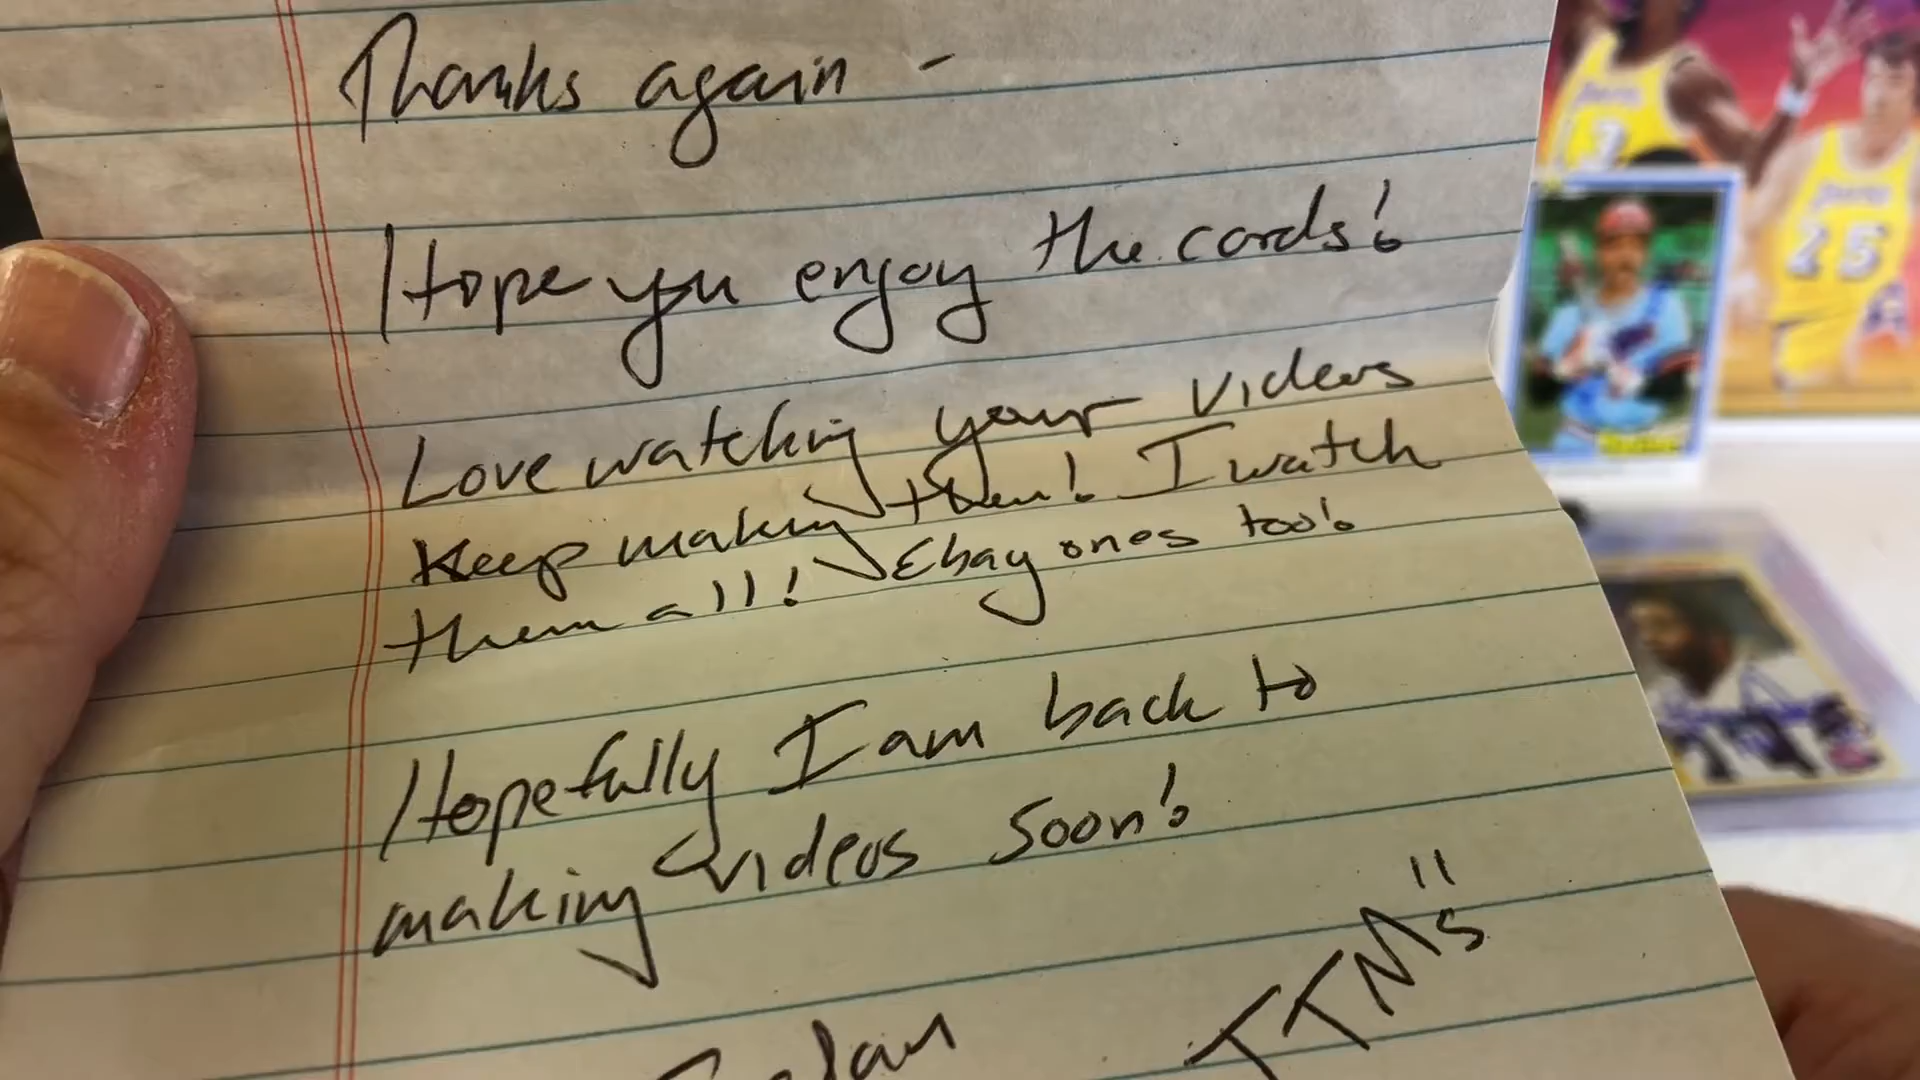 Thanks again -
Hope you enjoy the cards!
Love watching your videos
Keep making them! I watch
them all! Ebay ones too!
Hopefully I am back to
making videos soon!
TTM's"
25